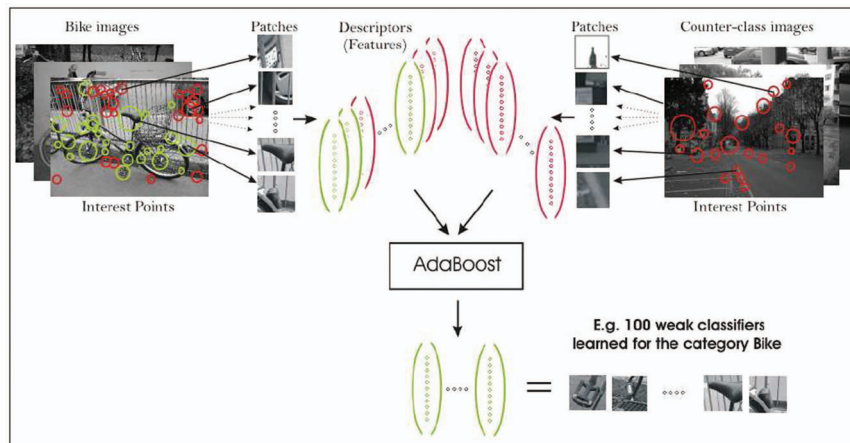 Bike images
Patches
Descriptors
(Features)
Patches
Counter-class images
Interest Points
Interest Points
AdaBoost
E.g. 100 weak classifiers
learned for the category Bike
=